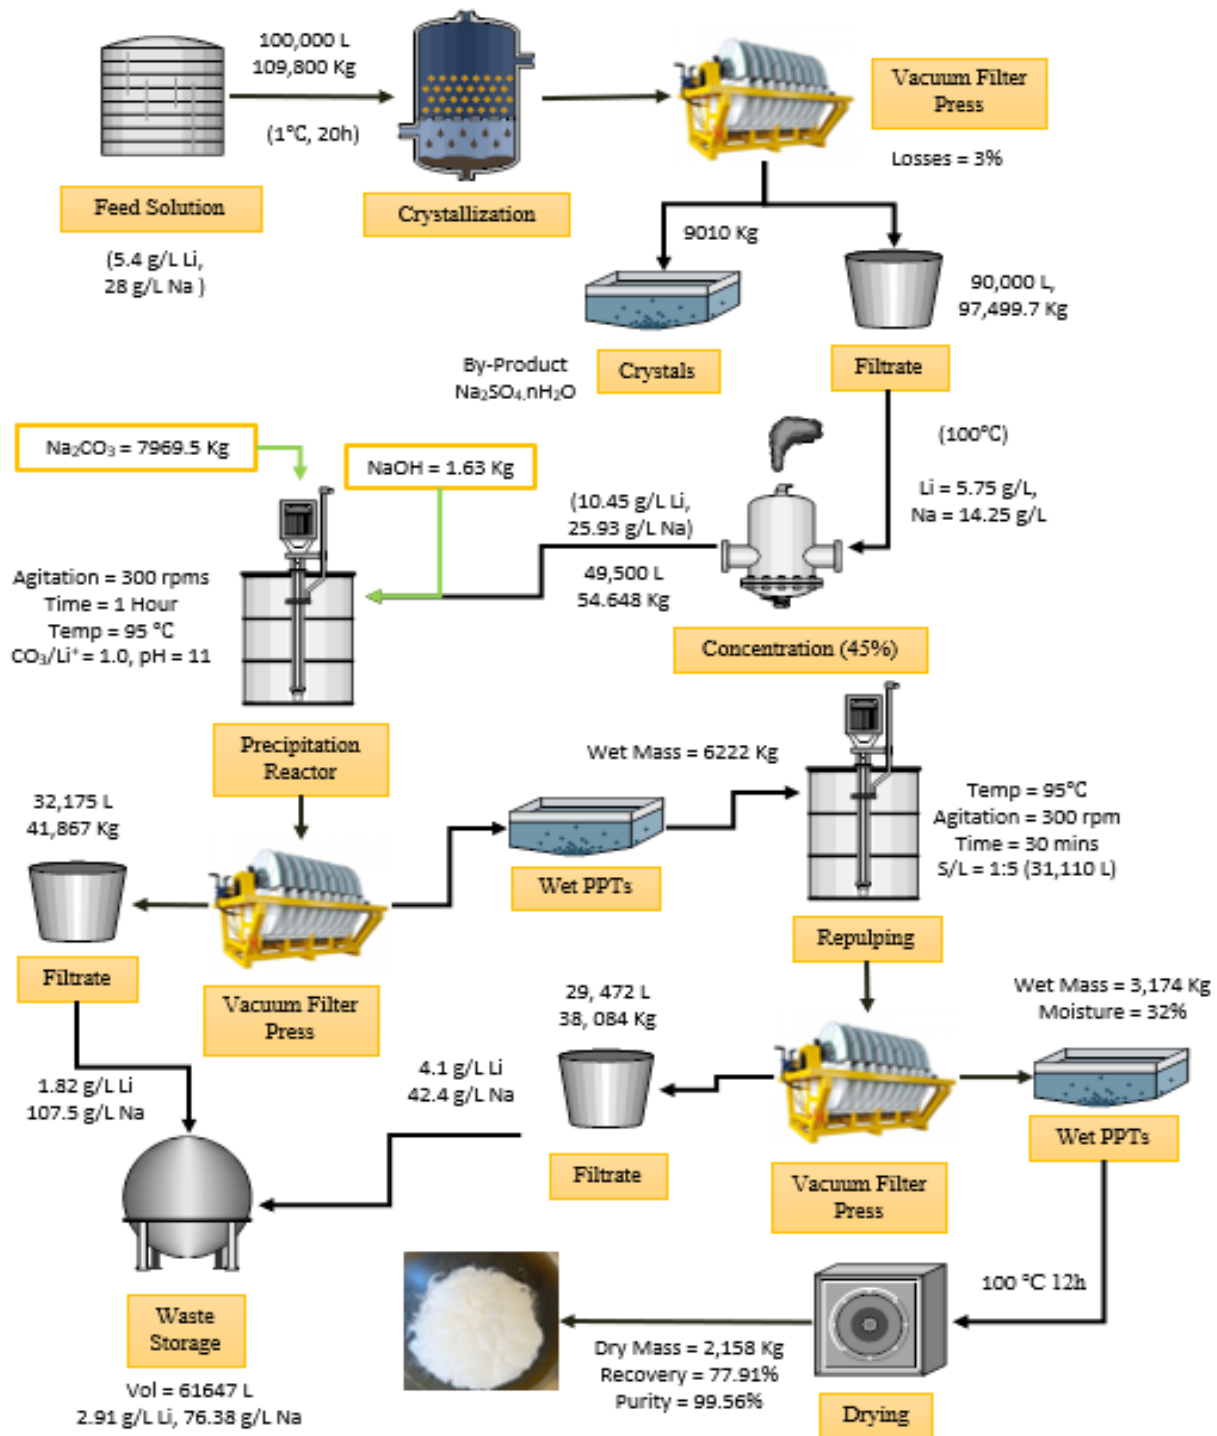 100,000 L
109,800 Kg
(1°C, 20h)
Vacuum Filter
Press
Losses = 3%
Feed Solution
Crystallization
(5.4 g/L Li,
28 g/L Na )
9010 Kg
90,000 L,
97,499.7 Kg
By-Product
Na₂SO₄.nH₂O
Crystals
Filtrate
Na₂CO₃ = 7969.5 Kg
NaOH = 1.63 Kg
(100°C)
Li = 5.75 g/L,
Na = 14.25 g/L
(10.45 g/L Li,
25.93 g/L Na)
49,500 L
54.648 Kg
Concentration (45%)
Agitation = 300 rpms
Time = 1 Hour
Temp = 95 °C
CO₃/Li⁺ = 1.0, pH = 11
Precipitation
Reactor
Wet Mass = 6222 Kg
Temp = 95°C
Agitation = 300 rpm
Time = 30 mins
S/L = 1:5 (31,110 L)
32,175 L
41,867 Kg
Wet PPTs
Repulping
Filtrate
Vacuum Filter
Press
29, 472 L
38, 084 Kg
Wet Mass = 3,174 Kg
Moisture = 32%
1.82 g/L Li
107.5 g/L Na
4.1 g/L Li
42.4 g/L Na
Filtrate
Vacuum Filter
Press
Wet PPTs
100 °C 12h
Waste
Storage
Vol = 61647 L
2.91 g/L Li, 76.38 g/L Na
Dry Mass = 2,158 Kg
Recovery = 77.91%
Purity = 99.56%
Drying